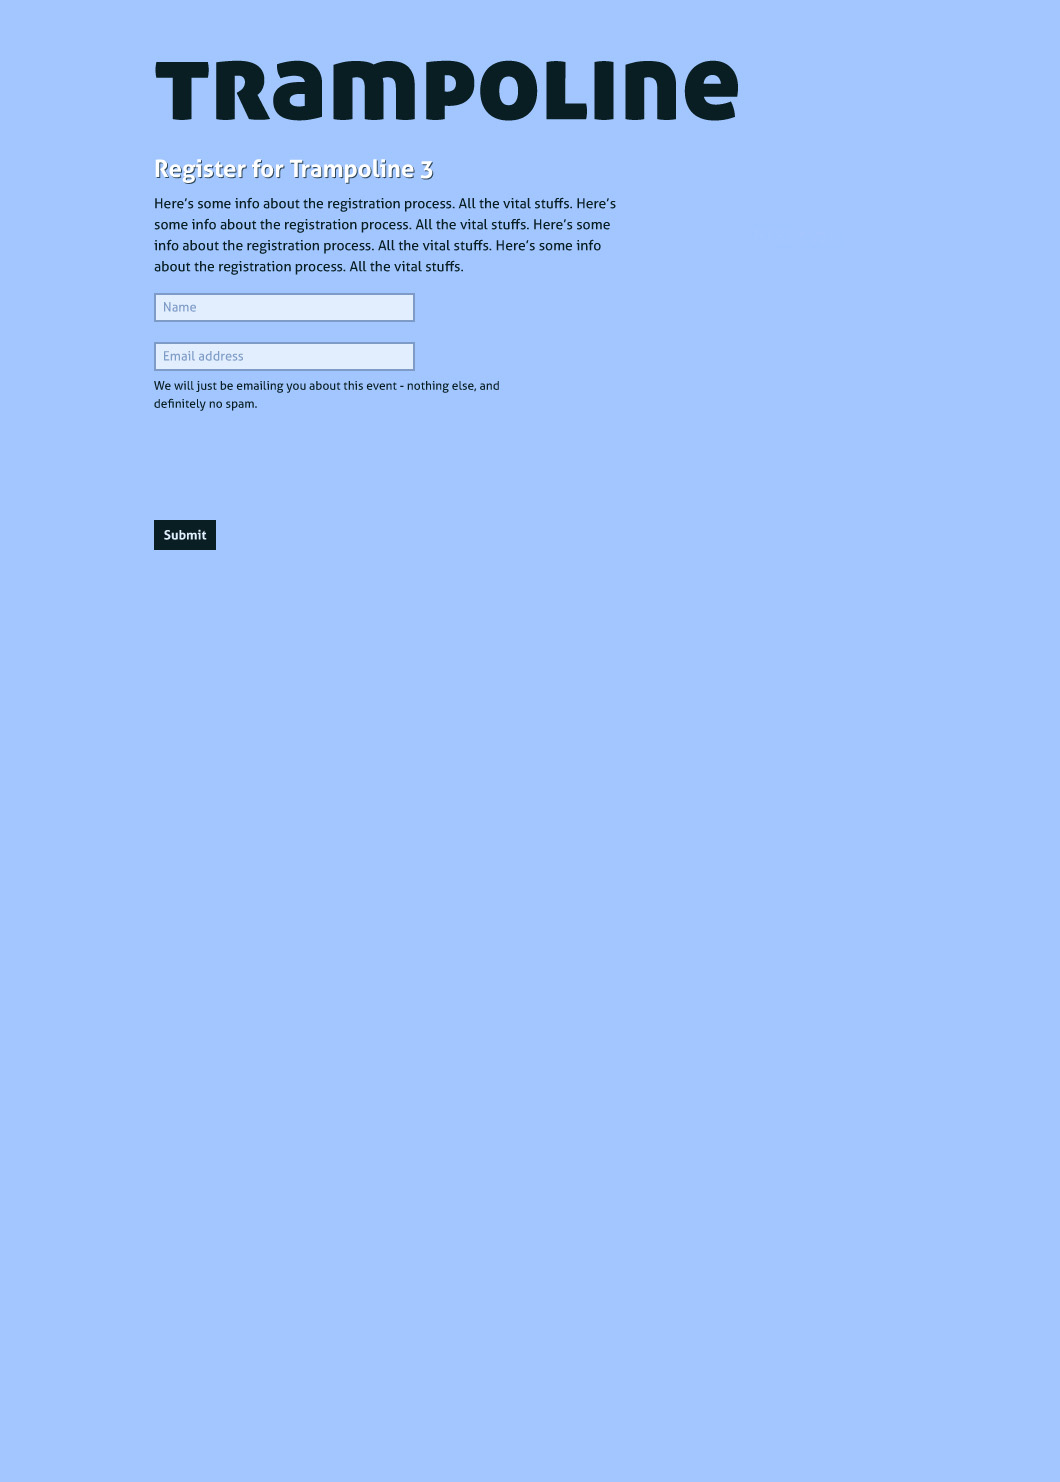 Trampoline
Register for Trampoline 3
Here's some info about the registration process. All the vital stuffs. Here's
some info about the registration process. All the vital stuffs. Here's some
info about the registration process. All the vital stuffs. Here's some info
about the registration process. All the vital stuffs.
Name
Email address
We will just be emailing you about this event - nothing else, and
definitely no spam.
Submit